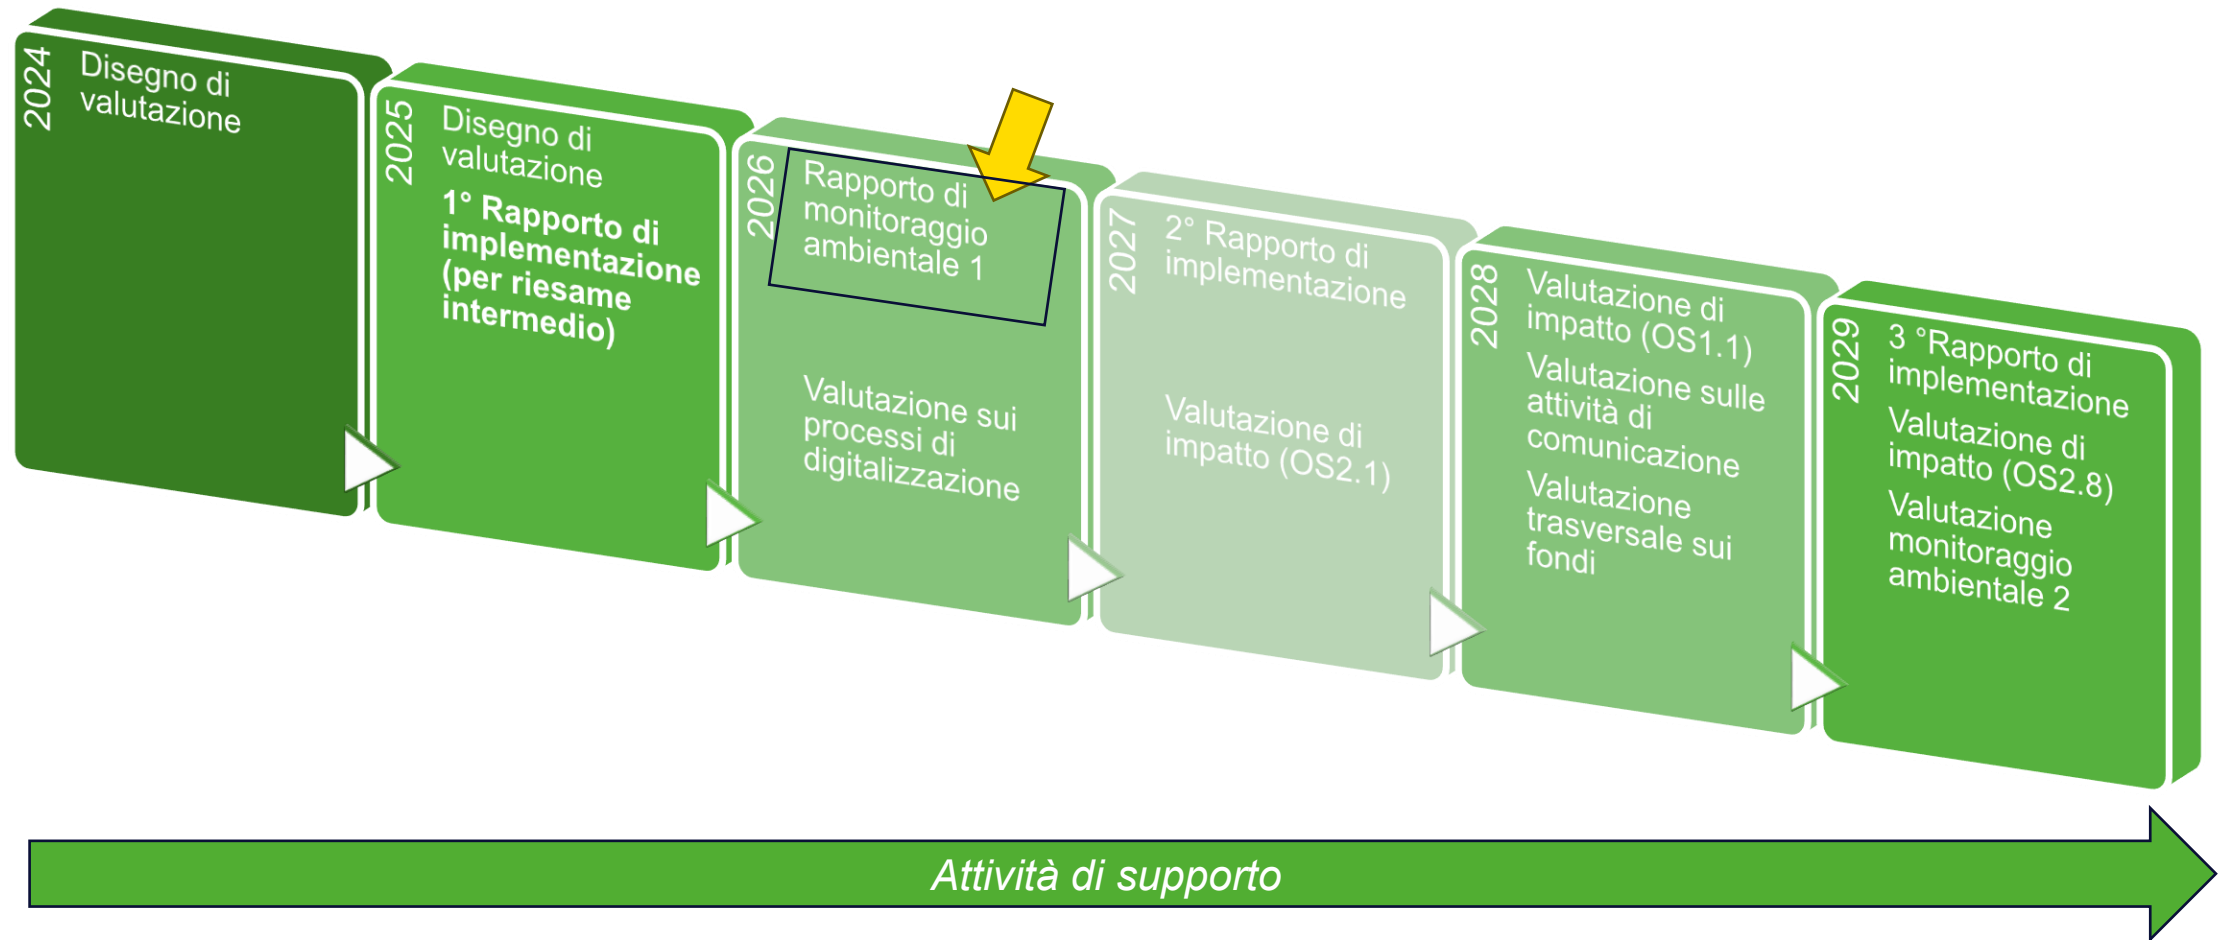 2024
Disegno di
valutazione
2025
Disegno di
valutazione
1° Rapporto di
implementazione
(per riesame
intermedio)
2026
Rapporto di
monitoraggio
ambientale 1
Valutazione sui
processi di
digitalizzazione
2027
2° Rapporto di
implementazione
Valutazione di
impatto (OS2.1)
2028
Valutazione di
impatto (OS1.1)
Valutazione sulle
attività di
comunicazione
Valutazione
trasversale sui
fondi
2029
3 °Rapporto di
implementazione
Valutazione di
impatto (OS2.8)
Valutazione
monitoraggio
ambientale 2
Attività di supporto